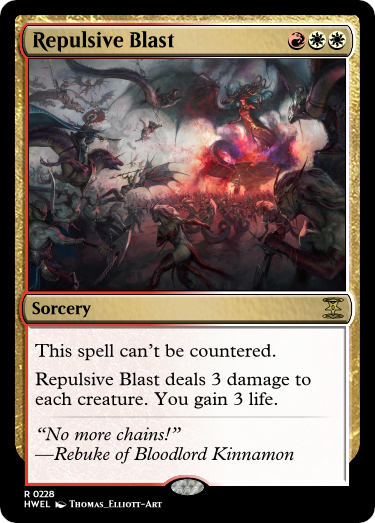 Repulsive Blast
Sorcery
This spell can't be countered.
Repulsive Blast deals 3 damage to
each creature. You gain 3 life.
“No more chains!”
—Rebuke of Bloodlord Kinnamon
R 0228
HWEL Thomas_Elliott-Art